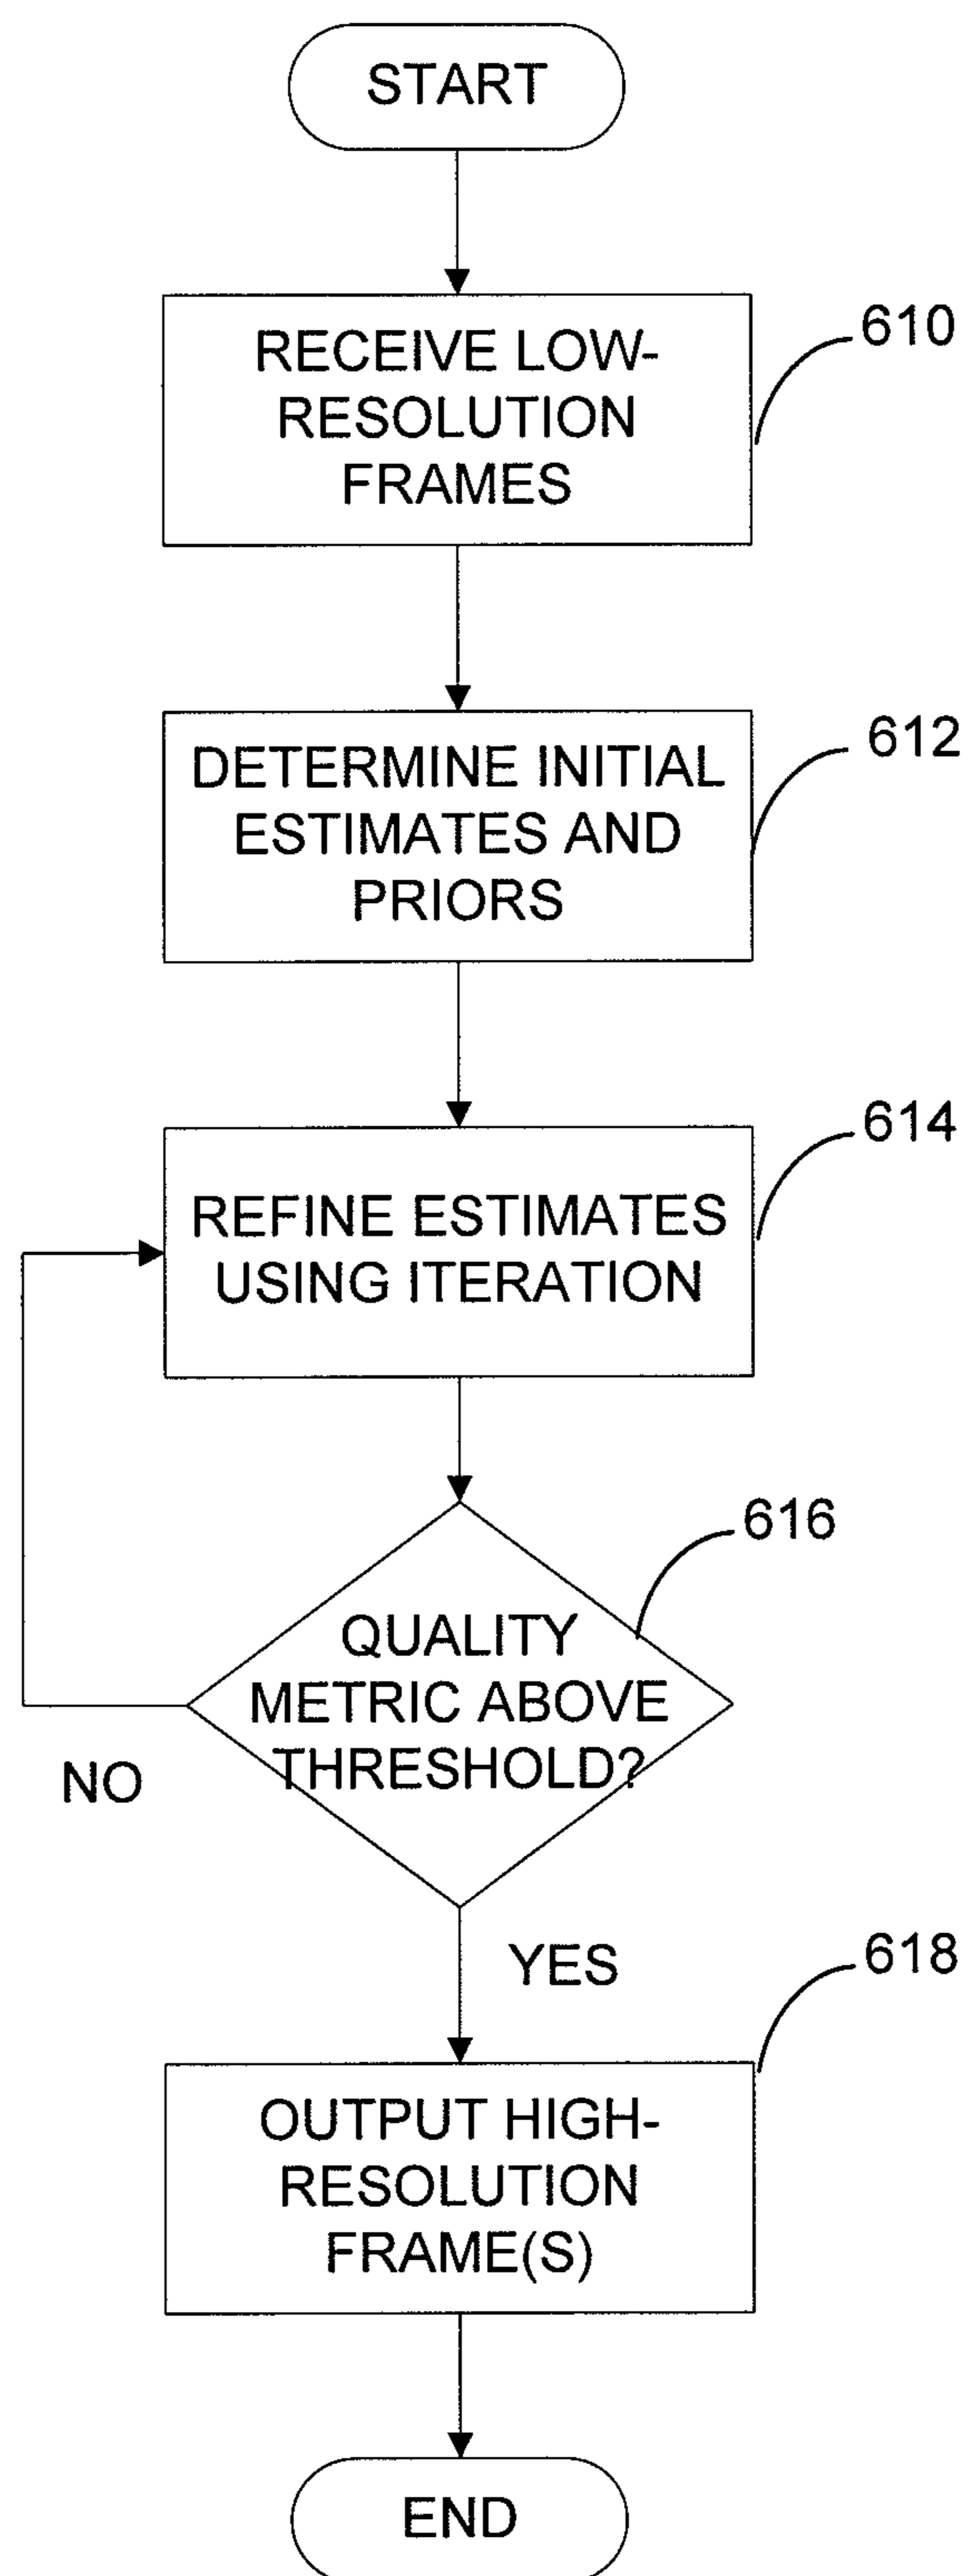 START
RECEIVE LOW-
RESOLUTION
FRAMES
610
DETERMINE INITIAL
ESTIMATES AND
PRIORS
612
REFINE ESTIMATES
USING ITERATION
614
QUALITY
METRIC ABOVE
THRESHOLD?
616
NO
YES
OUTPUT HIGH-
RESOLUTION
FRAME(S)
618
END